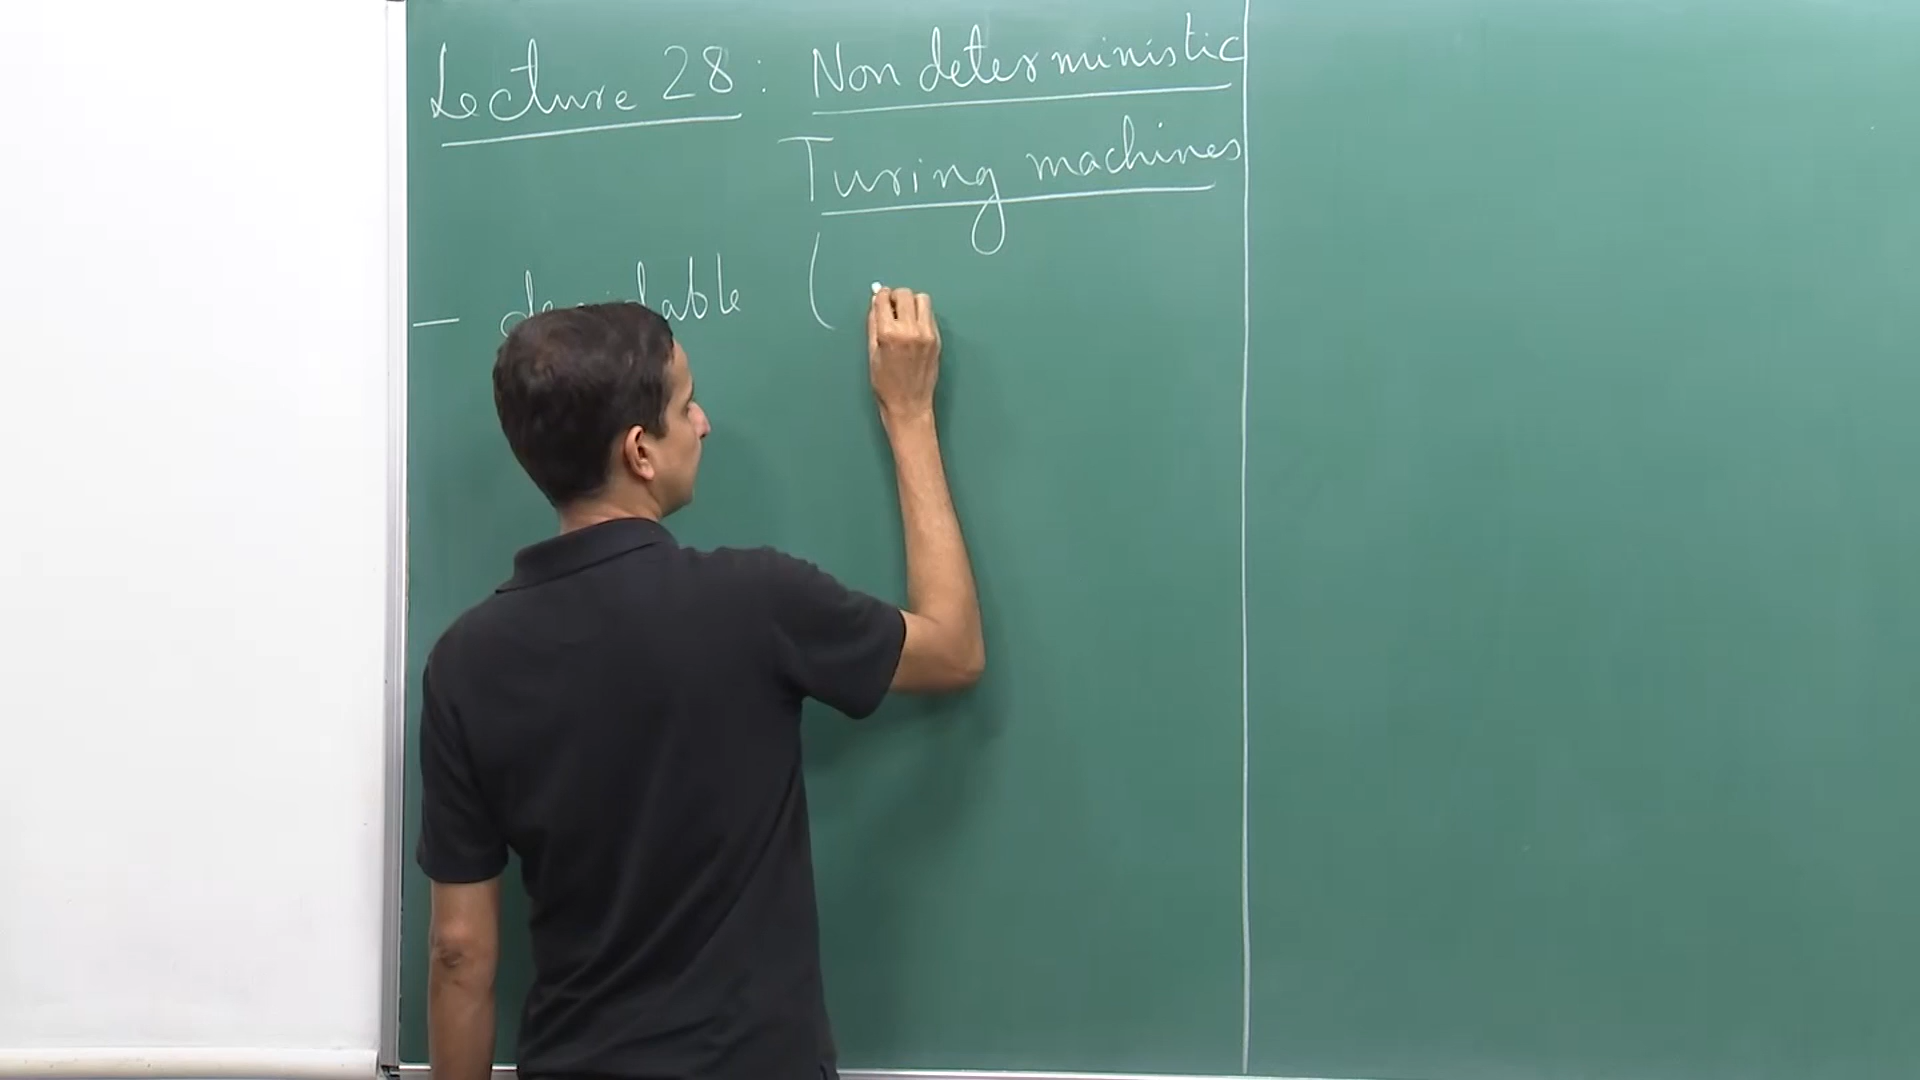 Lecture 28: Non deterministic
Turing machines
— decidable (